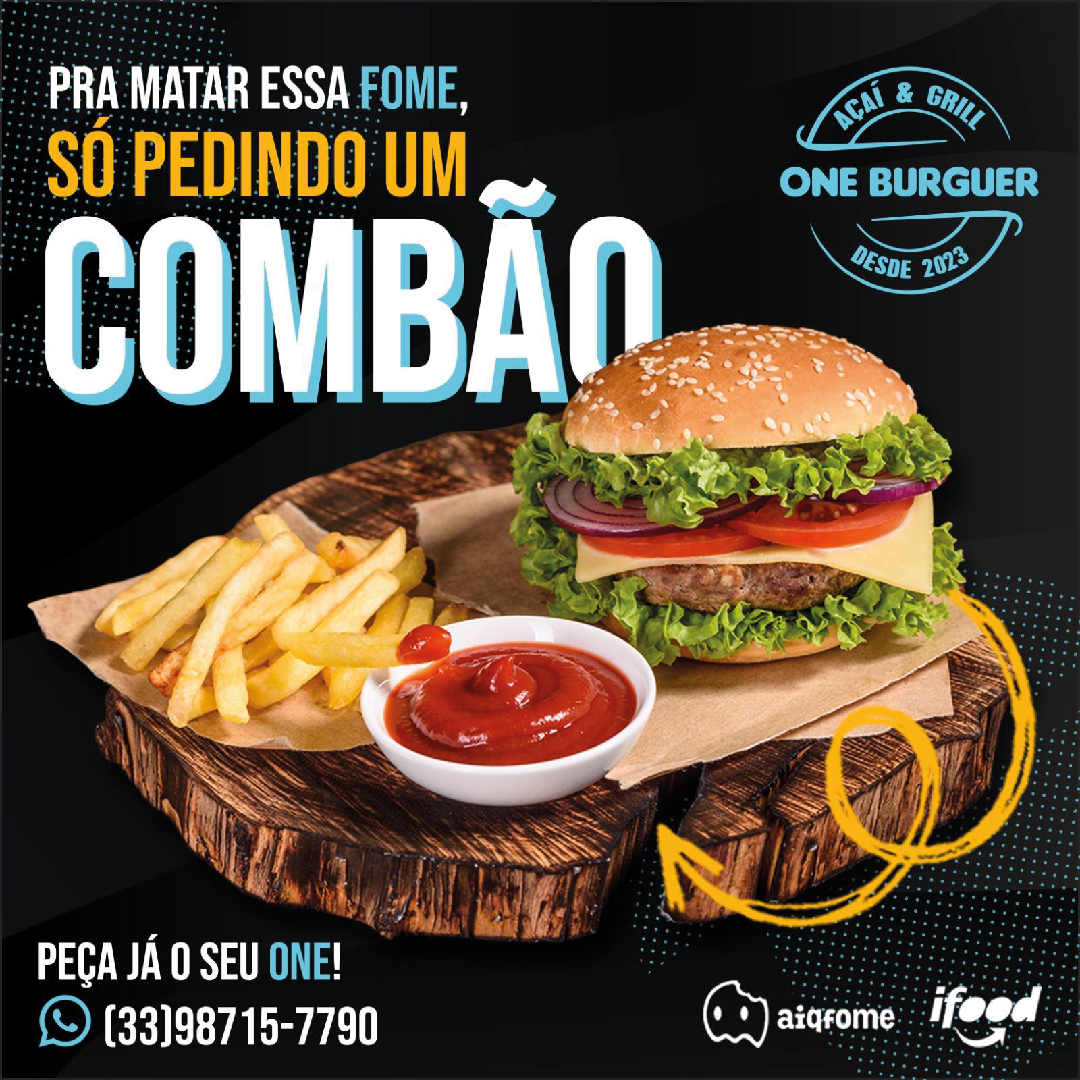 PRA MATAR ESSA FOME,
SÓ PEDINDO UM
COMBÃO
AÇAÍ & GRILL
ONE BURGUER
DESDE 2023
PEÇA JÁ O SEU ONE!
(33)98715-7790
aiqfome
ifood